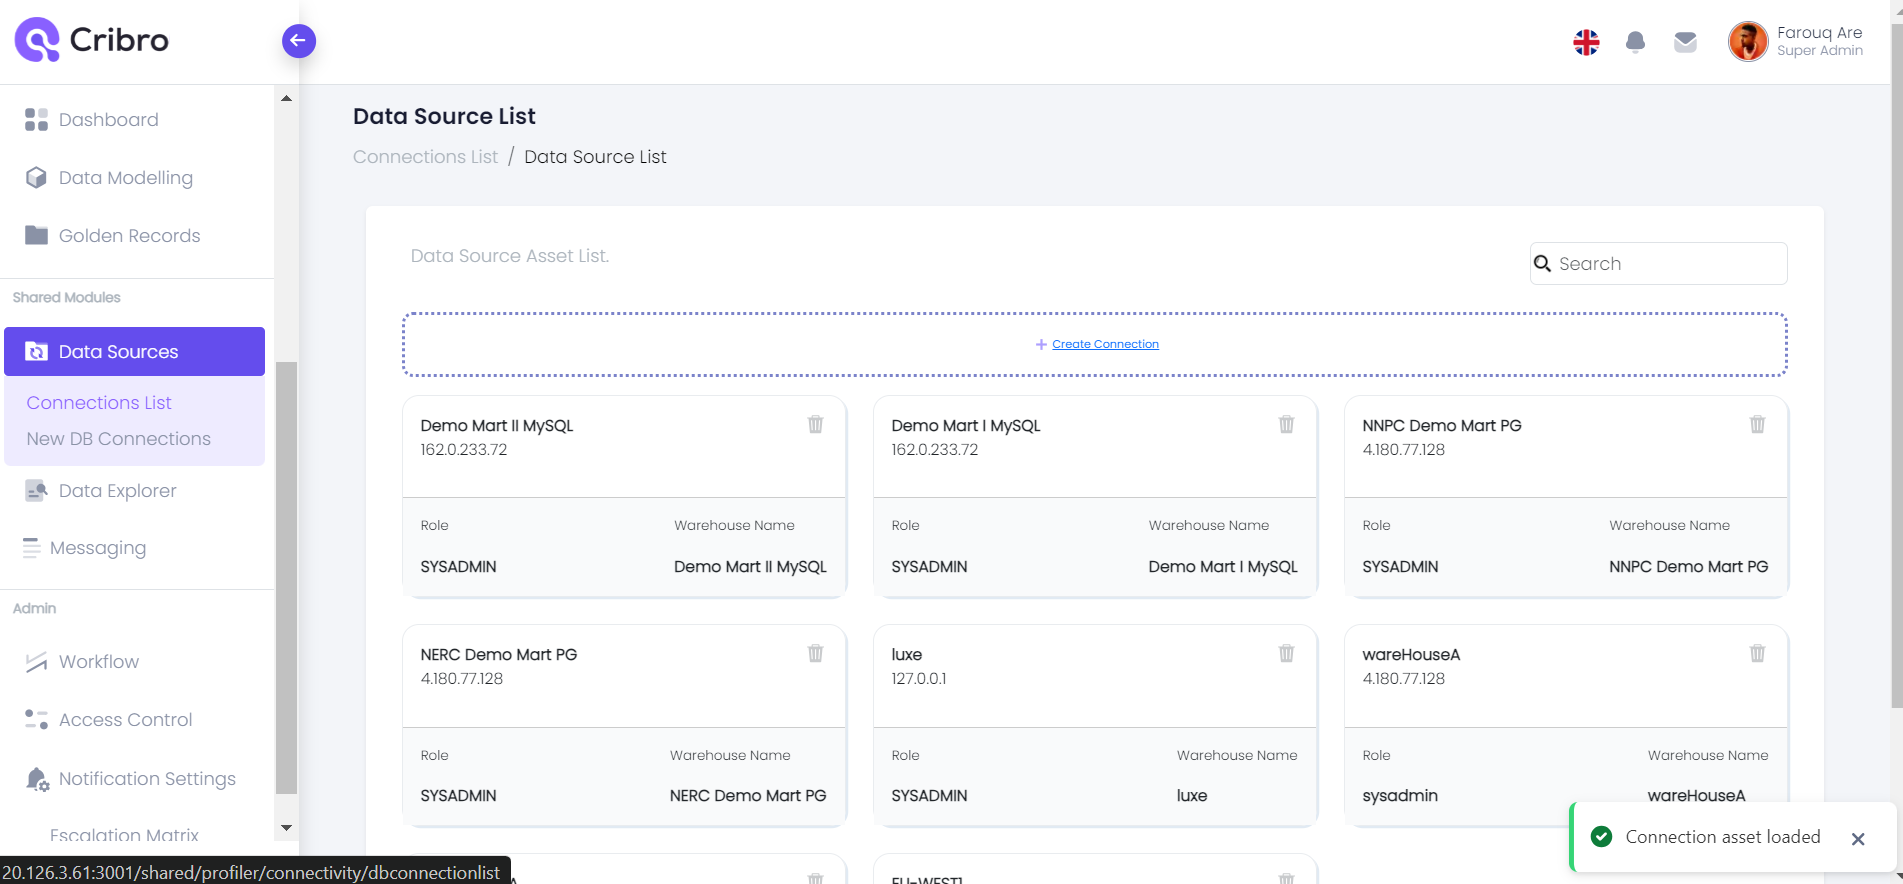 Cribro
Farouq Are
Super Admin
Dashboard
Data Modelling
Golden Records
Shared Modules
Data Sources
Connections List
New DB Connections
Data Explorer
Messaging
Admin
Workflow
Access Control
Notification Settings
Escalation Matrix
20.126.3.61:3001/shared/profiler/connectivity/dbconnectionlist
Data Source List
Connections List / Data Source List
Data Source Asset List.
Search
+ Create Connection
Demo Mart II MySQL
162.0.233.72
Role Warehouse Name
SYSADMIN Demo Mart II MySQL
Demo Mart I MySQL
162.0.233.72
Role Warehouse Name
SYSADMIN Demo Mart I MySQL
NNPC Demo Mart PG
4.180.77.128
Role Warehouse Name
SYSADMIN NNPC Demo Mart PG
NERC Demo Mart PG
4.180.77.128
Role Warehouse Name
SYSADMIN NERC Demo Mart PG
luxe
127.0.0.1
Role Warehouse Name
SYSADMIN luxe
wareHouseA
4.180.77.128
Role Warehouse Name
sysadmin wareHouseA
EU-WEST1
Connection asset loaded